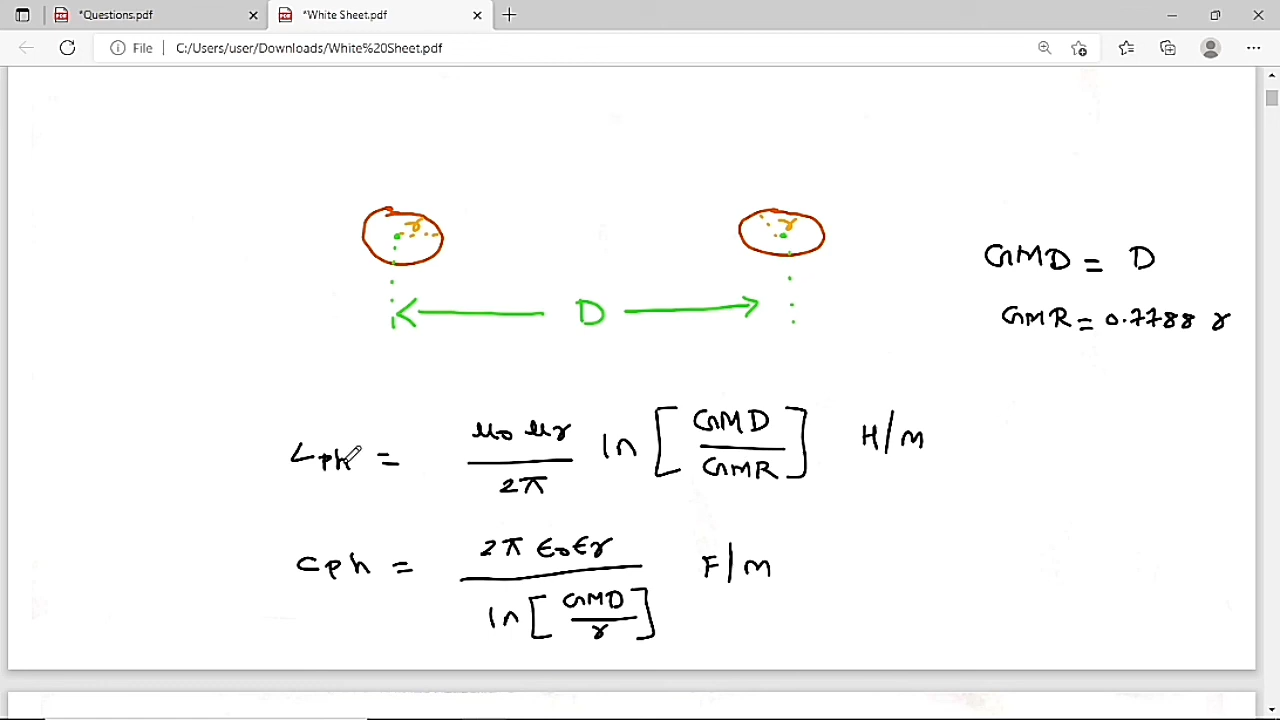 *Questions.pdf
*White Sheet.pdf
File C:/Users/user/Downloads/White%20Sheet.pdf
r r
D
GMD = D
GMR = 0.7788 r
Lph = μ0 μr / 2π ln [ GMD / GMR ] H/m
Cph = 2π ϵ0 ϵr / ln [ GMD / r ] F/m